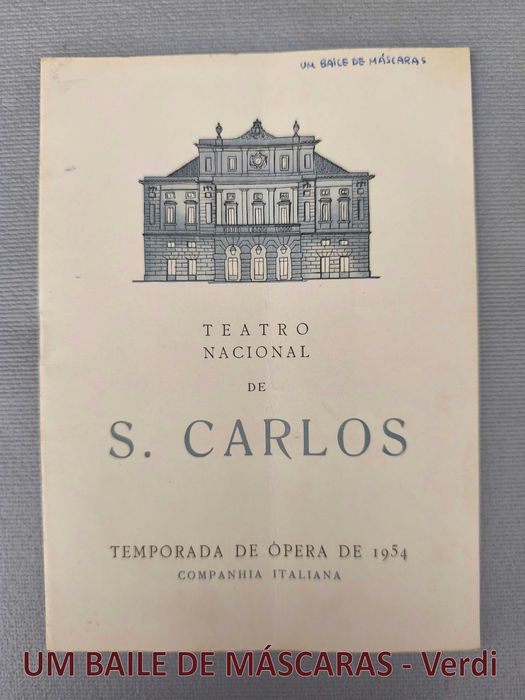 UM BAILE DE MÁSCARAS
TEATRO
NACIONAL
DE
S. CARLOS
TEMPORADA DE ÓPERA DE 1954
COMPANHIA ITALIANA
UM BAILE DE MÁSCARAS - Verdi